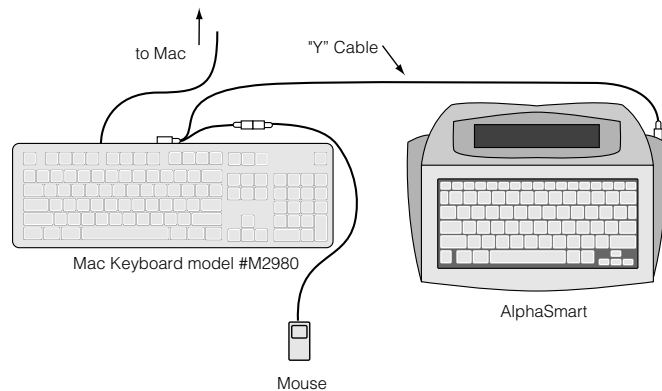 to Mac
"Y” Cable
Mac Keyboard model #M2980
AlphaSmart
Mouse